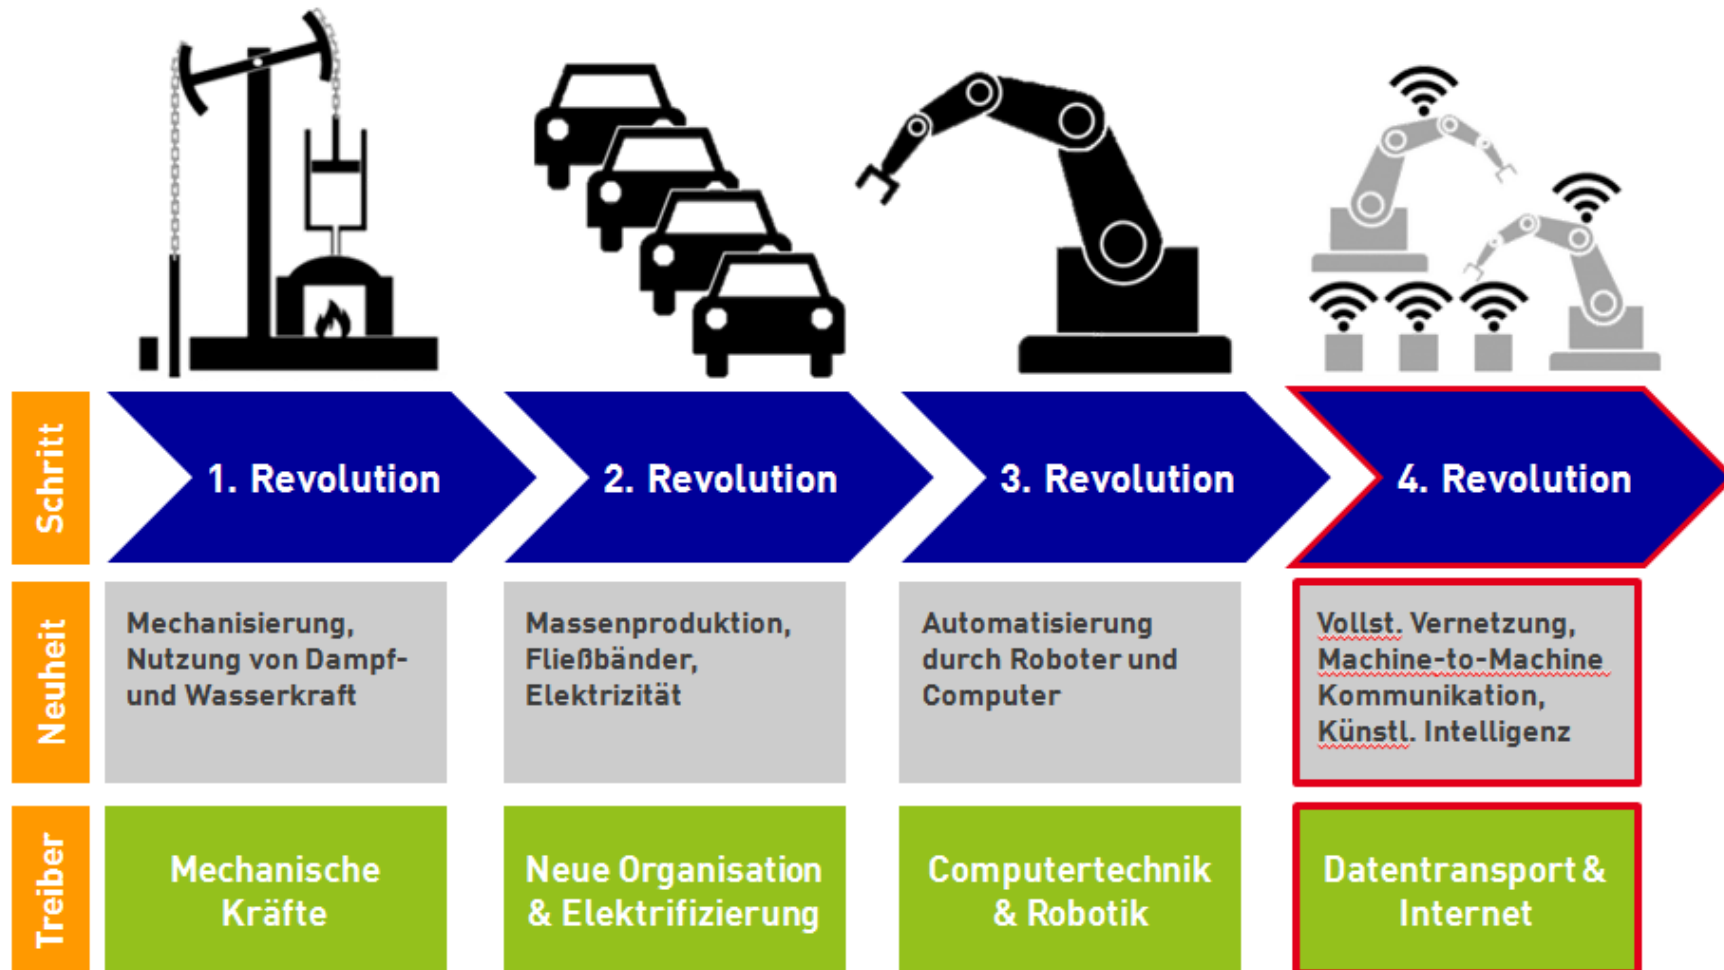 Schritt
1. Revolution
2. Revolution
3. Revolution
4. Revolution
Neuheit
Mechanisierung,
Nutzung von Dampf-
und Wasserkraft
Massenproduktion,
Fließbänder,
Elektrizität
Automatisierung
durch Roboter und
Computer
Vollst. Vernetzung,
Machine-to-Machine
Kommunikation,
Künstl. Intelligenz
Treiber
Mechanische
Kräfte
Neue Organisation
& Elektrifizierung
Computertechnik
& Robotik
Datentransport &
Internet